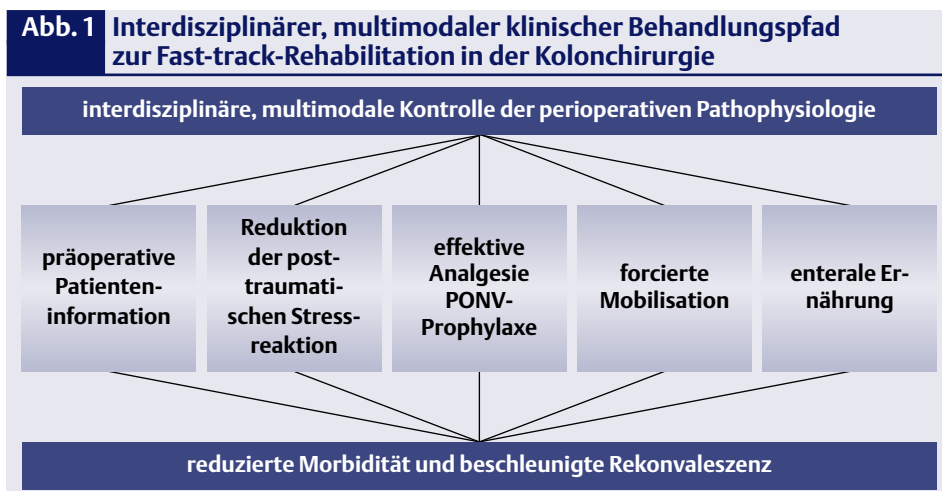 Abb. 1 Interdisziplinärer, multimodaler klinischer Behandlungspfad
zur Fast-track-Rehabilitation in der Kolonchirurgie
interdisziplinäre, multimodale Kontrolle der perioperativen Pathophysiologie
präoperative
Patienten-
information
Reduktion
der post-
traumati-
schen Stress-
reaktion
effektive
Analgesie
PONV-
Prophylaxe
forcierte
Mobilisation
enterale Er-
nährung
reduzierte Morbidität und beschleunigte Rekonvaleszenz